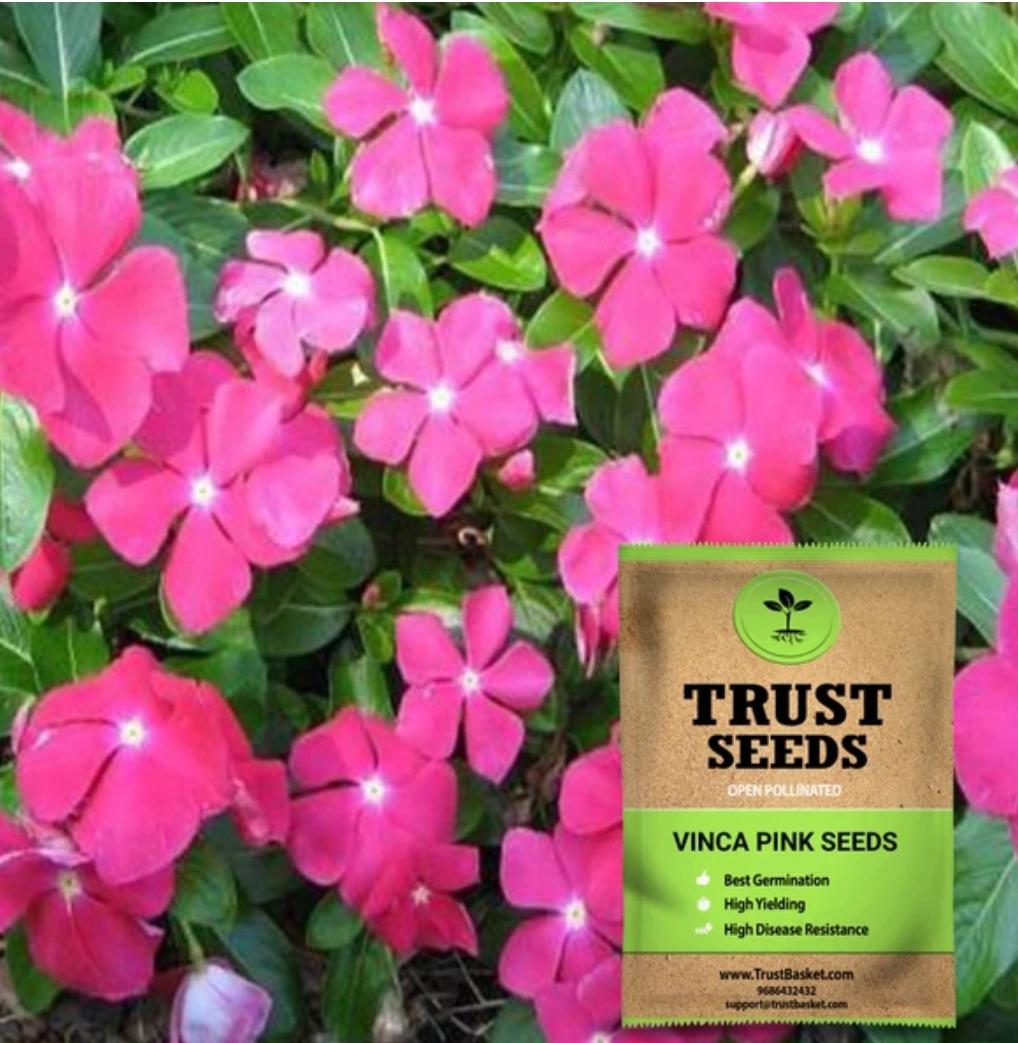 TRUST
SEEDS
OPEN POLLINATED
VINCA PINK SEEDS
Best Germination
High Yielding
High Disease Resistance
www.TrustBasket.com
9686432432
support@trustbasket.com